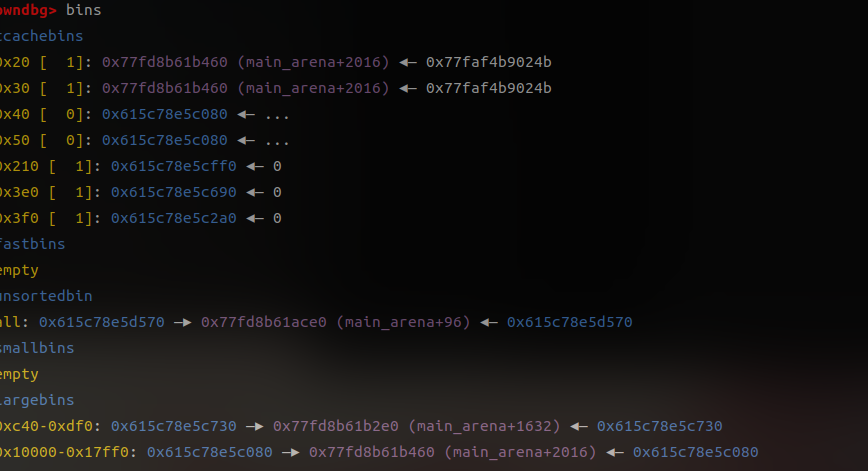 pwndbg> bins
tcachebins
0x20 [  1]: 0x77fd8b61b460 (main_arena+2016) ◂— 0x77faf4b9024b
0x30 [  1]: 0x77fd8b61b460 (main_arena+2016) ◂— 0x77faf4b9024b
0x40 [  0]: 0x615c78e5c080 ◂— ...
0x50 [  0]: 0x615c78e5c080 ◂— ...
0x210 [  1]: 0x615c78e5cff0 ◂— 0
0x3e0 [  1]: 0x615c78e5c690 ◂— 0
0x3f0 [  1]: 0x615c78e5c2a0 ◂— 0
fastbins
empty
unsortedbin
all: 0x615c78e5d570 —▸ 0x77fd8b61ace0 (main_arena+96) ◂— 0x615c78e5d570
smallbins
empty
largebins
0xc40-0xdf0: 0x615c78e5c730 —▸ 0x77fd8b61b2e0 (main_arena+1632) ◂— 0x615c78e5c730
0x10000-0x17ff0: 0x615c78e5c080 —▸ 0x77fd8b61b460 (main_arena+2016) ◂— 0x615c78e5c080